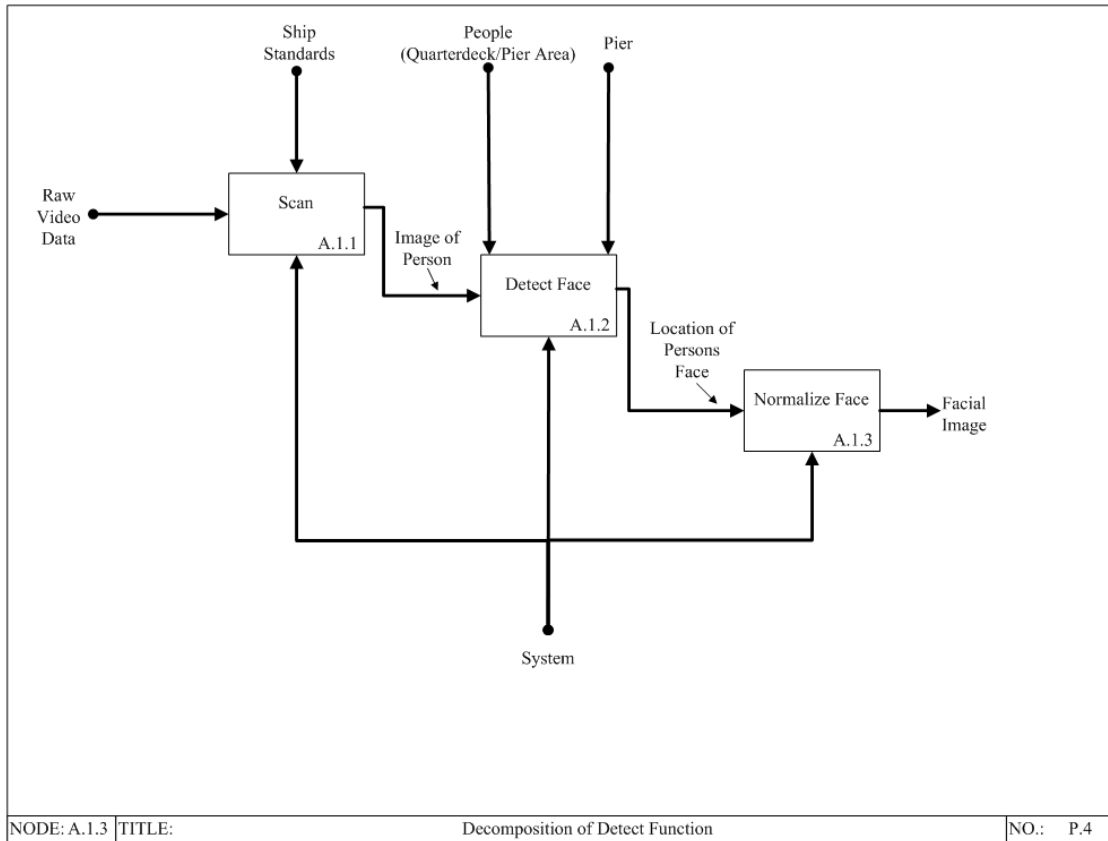 Ship
Standards
People
(Quarterdeck/Pier Area)
Pier
Raw
Video
Data
Scan
A.1.1
Image of
Person
Detect Face
A.1.2
Location of
Persons
Face
Normalize Face
A.1.3
Facial
Image
System
NODE: A.1.3 TITLE: Decomposition of Detect Function NO.: P.4